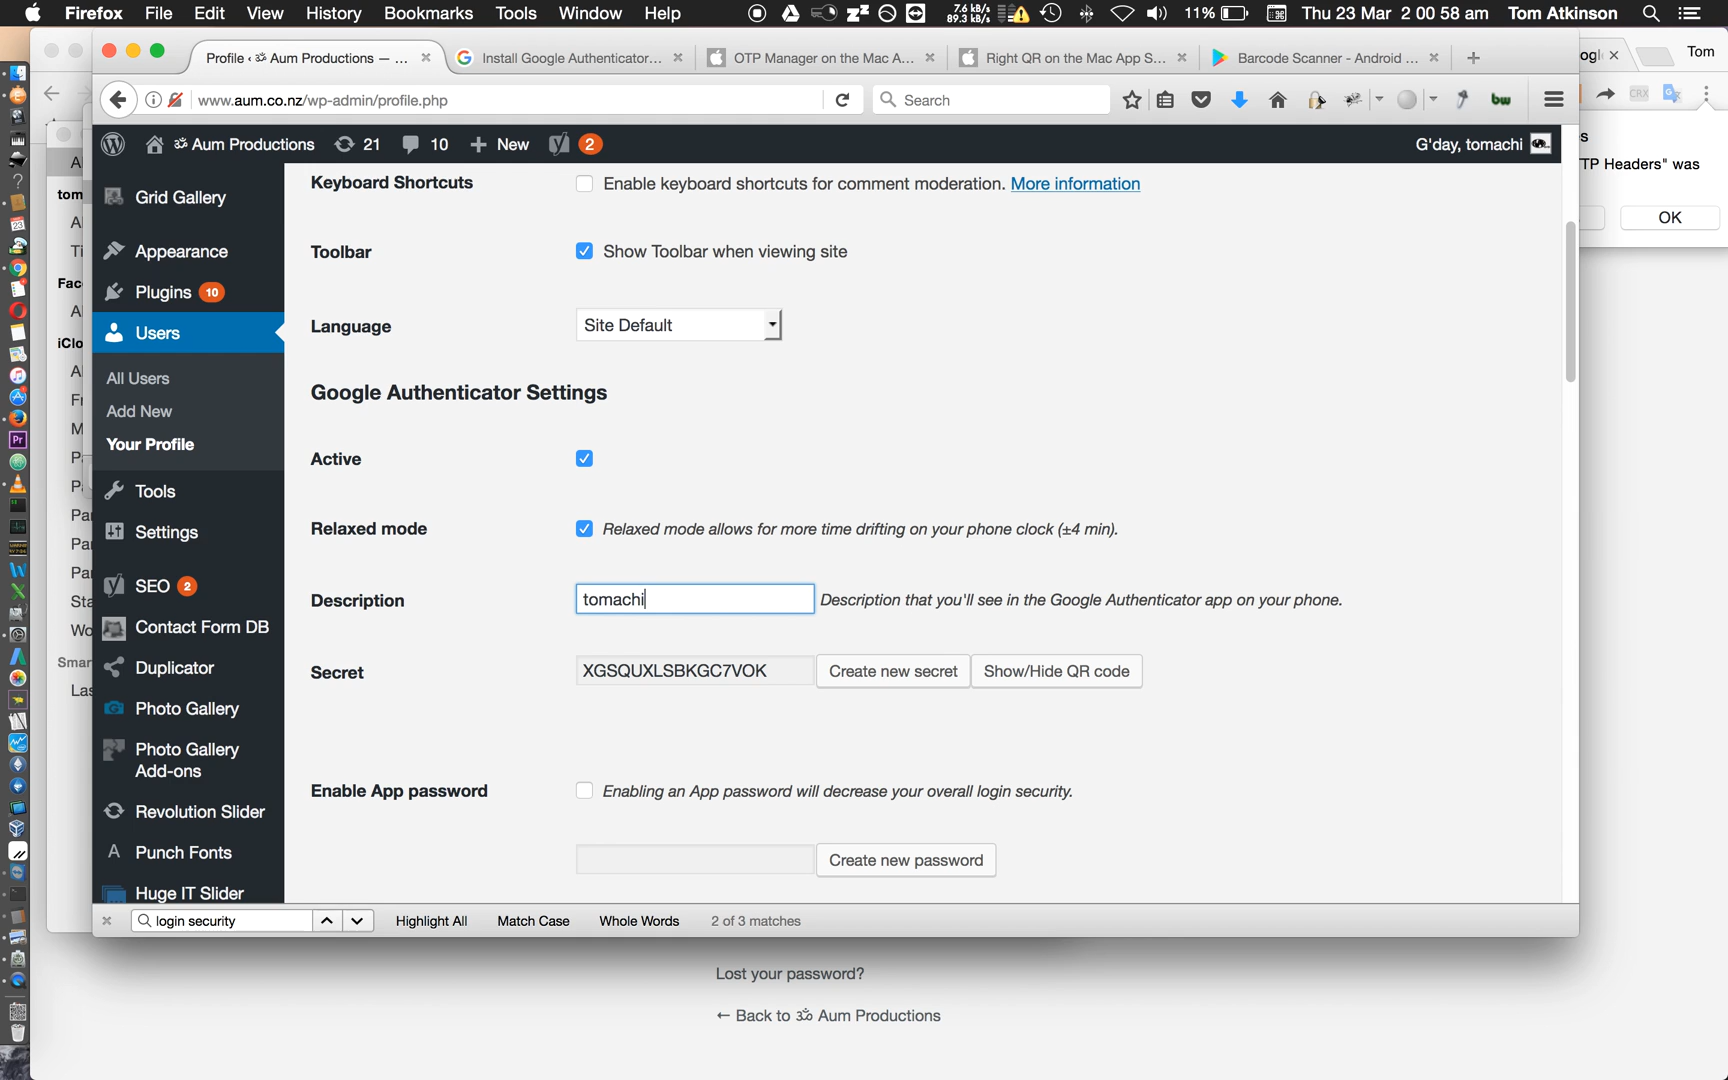 Firefox File Edit View History Bookmarks Tools Window Help 7.6 kB/s 89.3 kB/s 11% Thu 23 Mar 2 00 58 am Tom Atkinson
Profile ‹ ॐ Aum Productions — ... Install Google Authenticator... OTP Manager on the Mac A... Right QR on the Mac App S... Barcode Scanner - Android ... Tom
www.aum.co.nz/wp-admin/profile.php Search
ॐ Aum Productions 21 10 New 2 G'day, tomachi
TP Headers" was
OK
Grid Gallery
Appearance
Plugins 10
Users
All Users
Add New
Your Profile
Tools
Settings
SEO 2
Contact Form DB
Duplicator
Photo Gallery
Photo Gallery Add-ons
Revolution Slider
Punch Fonts
Huge IT Slider
Keyboard Shortcuts Enable keyboard shortcuts for comment moderation. More information
Toolbar Show Toolbar when viewing site
Language Site Default
Google Authenticator Settings
Active
Relaxed mode Relaxed mode allows for more time drifting on your phone clock (±4 min).
Description tomachi Description that you'll see in the Google Authenticator app on your phone.
Secret XGSQUXLSBKGC7VOK Create new secret Show/Hide QR code
Enable App password Enabling an App password will decrease your overall login security.
Create new password
login security Highlight All Match Case Whole Words 2 of 3 matches
Lost your password?
← Back to ॐ Aum Productions